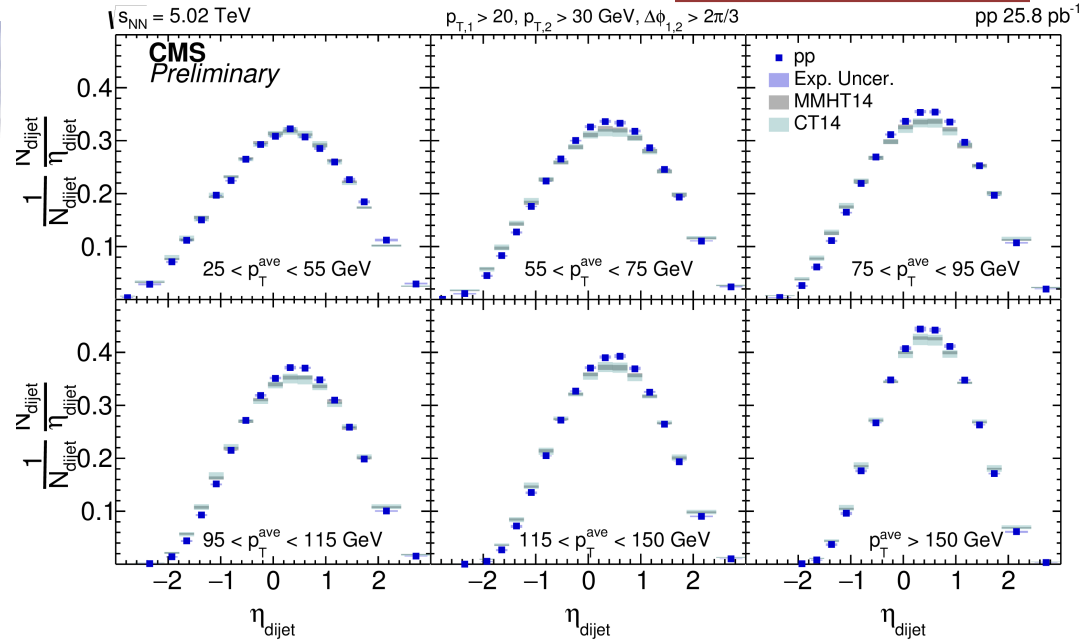 √s_NN = 5.02 TeV
p_T,1 > 20, p_T,2 > 30 GeV, Δϕ_1,2 > 2π/3
pp 25.8 pb⁻¹
CMS
Preliminary
pp
Exp. Uncer.
MMHT14
CT14
0.4
0.3
0.2
0.1
1
N_dijet
N_dijet
η_dijet
25 < p_T^ave < 55 GeV
55 < p_T^ave < 75 GeV
75 < p_T^ave < 95 GeV
0.4
0.3
0.2
0.1
1
N_dijet
N_dijet
η_dijet
95 < p_T^ave < 115 GeV
115 < p_T^ave < 150 GeV
p_T^ave > 150 GeV
−2 −1 0 1 2
−2 −1 0 1 2
−2 −1 0 1 2
η_dijet
η_dijet
η_dijet